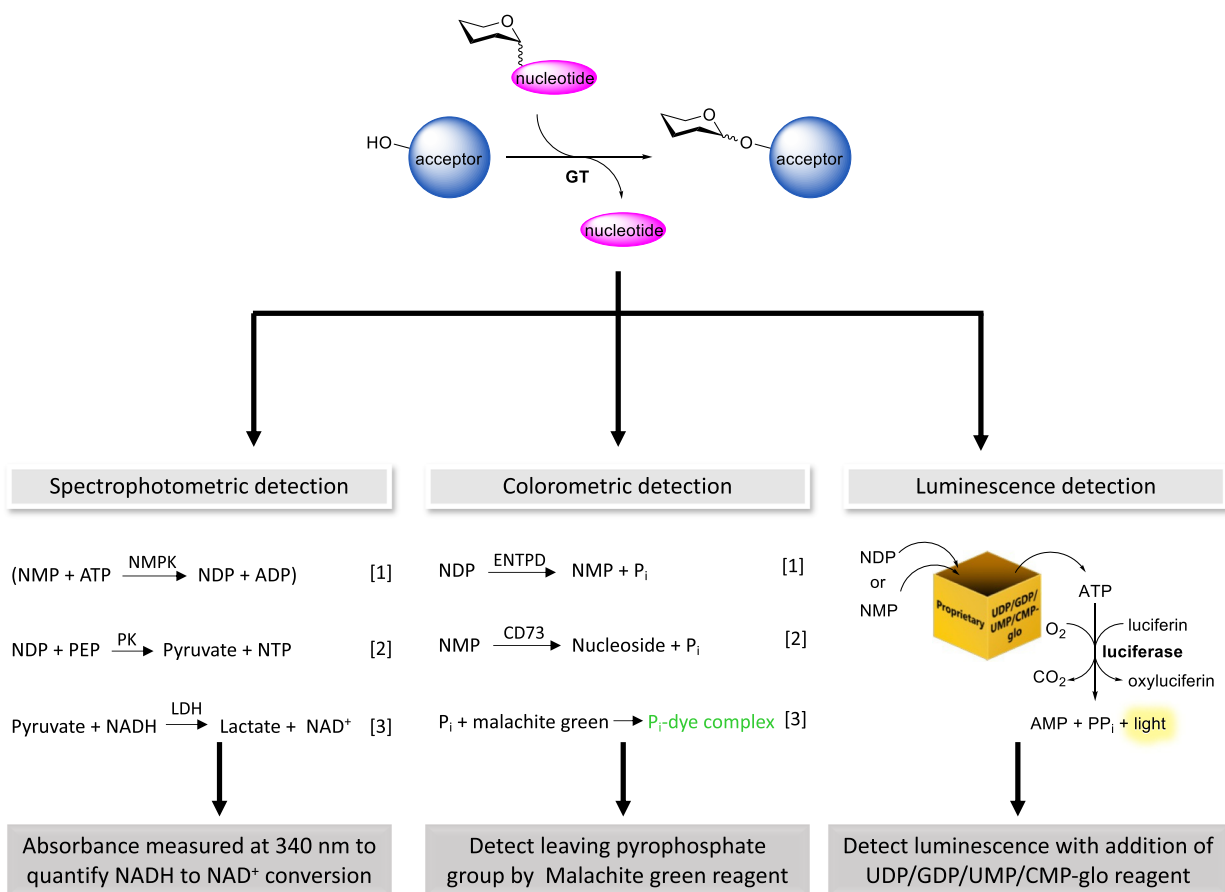 O
nucleotide
HO
acceptor
GT
nucleotide
O
O
acceptor
Spectrophotometric detection
(NMP + ATP NMPK NDP + ADP) [1]
NDP + PEP PK Pyruvate + NTP [2]
Pyruvate + NADH LDH Lactate + NAD⁺ [3]
Absorbance measured at 340 nm to
quantify NADH to NAD⁺ conversion
Colorometric detection
NDP ENTPD NMP + Pᵢ [1]
NMP CD73 Nucleoside + Pᵢ [2]
Pᵢ + malachite green Pᵢ-dye complex [3]
Detect leaving pyrophosphate
group by Malachite green reagent
Luminescence detection
NDP
or
NMP
Proprietary
UDP/GDP/
UMP/CMP-
glo
ATP
O₂
luciferin
luciferase
CO₂
oxyluciferin
AMP + PPᵢ + light
Detect luminescence with addition of
UDP/GDP/UMP/CMP-glo reagent